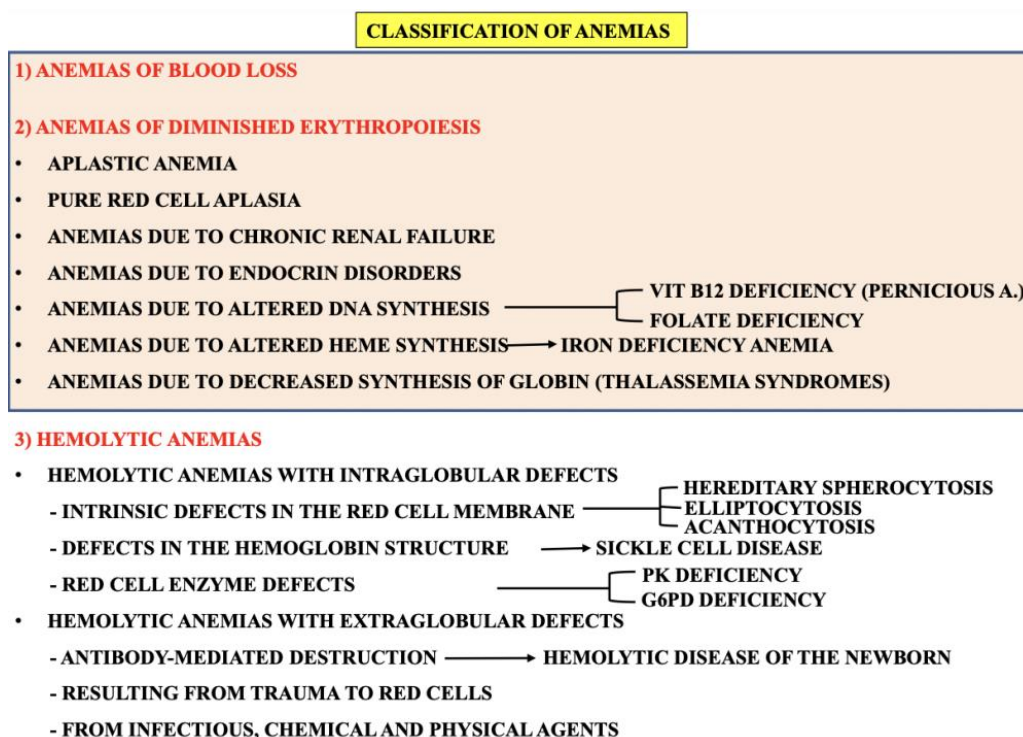 CLASSIFICATION OF ANEMIAS
1) ANEMIAS OF BLOOD LOSS
2) ANEMIAS OF DIMINISHED ERYTHROPOIESIS
• APLASTIC ANEMIA
• PURE RED CELL APLASIA
• ANEMIAS DUE TO CHRONIC RENAL FAILURE
• ANEMIAS DUE TO ENDOCRIN DISORDERS
• ANEMIAS DUE TO ALTERED DNA SYNTHESIS
VIT B12 DEFICIENCY (PERNICIOUS A.)
FOLATE DEFICIENCY
• ANEMIAS DUE TO ALTERED HEME SYNTHESIS → IRON DEFICIENCY ANEMIA
• ANEMIAS DUE TO DECREASED SYNTHESIS OF GLOBIN (THALASSEMIA SYNDROMES)
3) HEMOLYTIC ANEMIAS
• HEMOLYTIC ANEMIAS WITH INTRAGLOBULAR DEFECTS
- INTRINSIC DEFECTS IN THE RED CELL MEMBRANE
HEREDITARY SPHEROCYTOSIS
ELLIPTOCYTOSIS
ACANTHOCYTOSIS
- DEFECTS IN THE HEMOGLOBIN STRUCTURE → SICKLE CELL DISEASE
- RED CELL ENZYME DEFECTS
PK DEFICIENCY
G6PD DEFICIENCY
• HEMOLYTIC ANEMIAS WITH EXTRAGLOBULAR DEFECTS
- ANTIBODY-MEDIATED DESTRUCTION → HEMOLYTIC DISEASE OF THE NEWBORN
- RESULTING FROM TRAUMA TO RED CELLS
- FROM INFECTIOUS, CHEMICAL AND PHYSICAL AGENTS